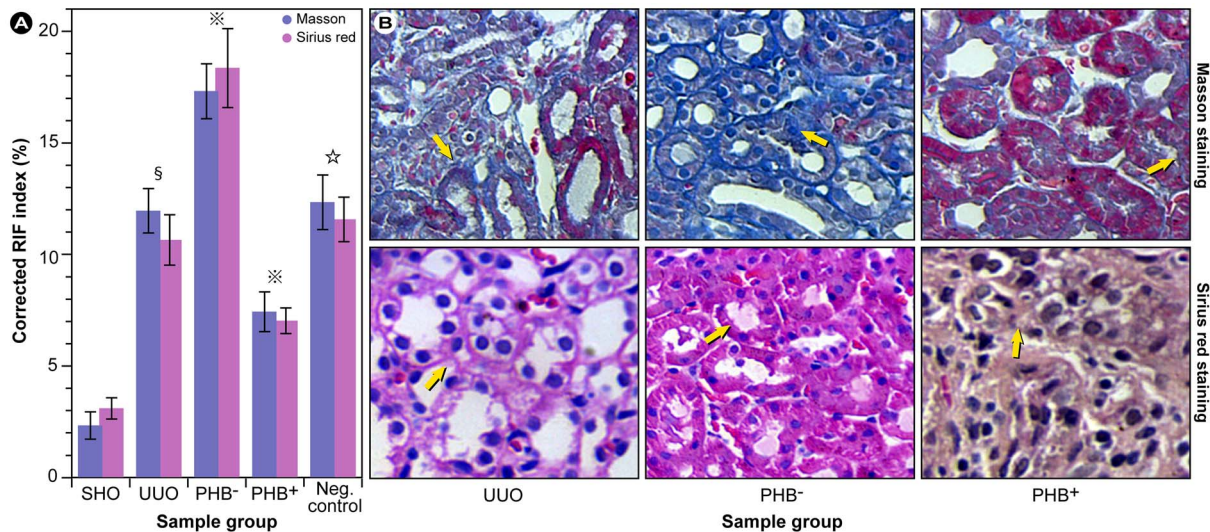 A
Masson
Sirius red
※
§
※
☆
Corrected RIF index (%)
20
15
10
5
0
SHO UUO PHB- PHB+ Neg. control
Sample group
B
Masson staining
Sirius red staining
UUO PHB- PHB+
Sample group